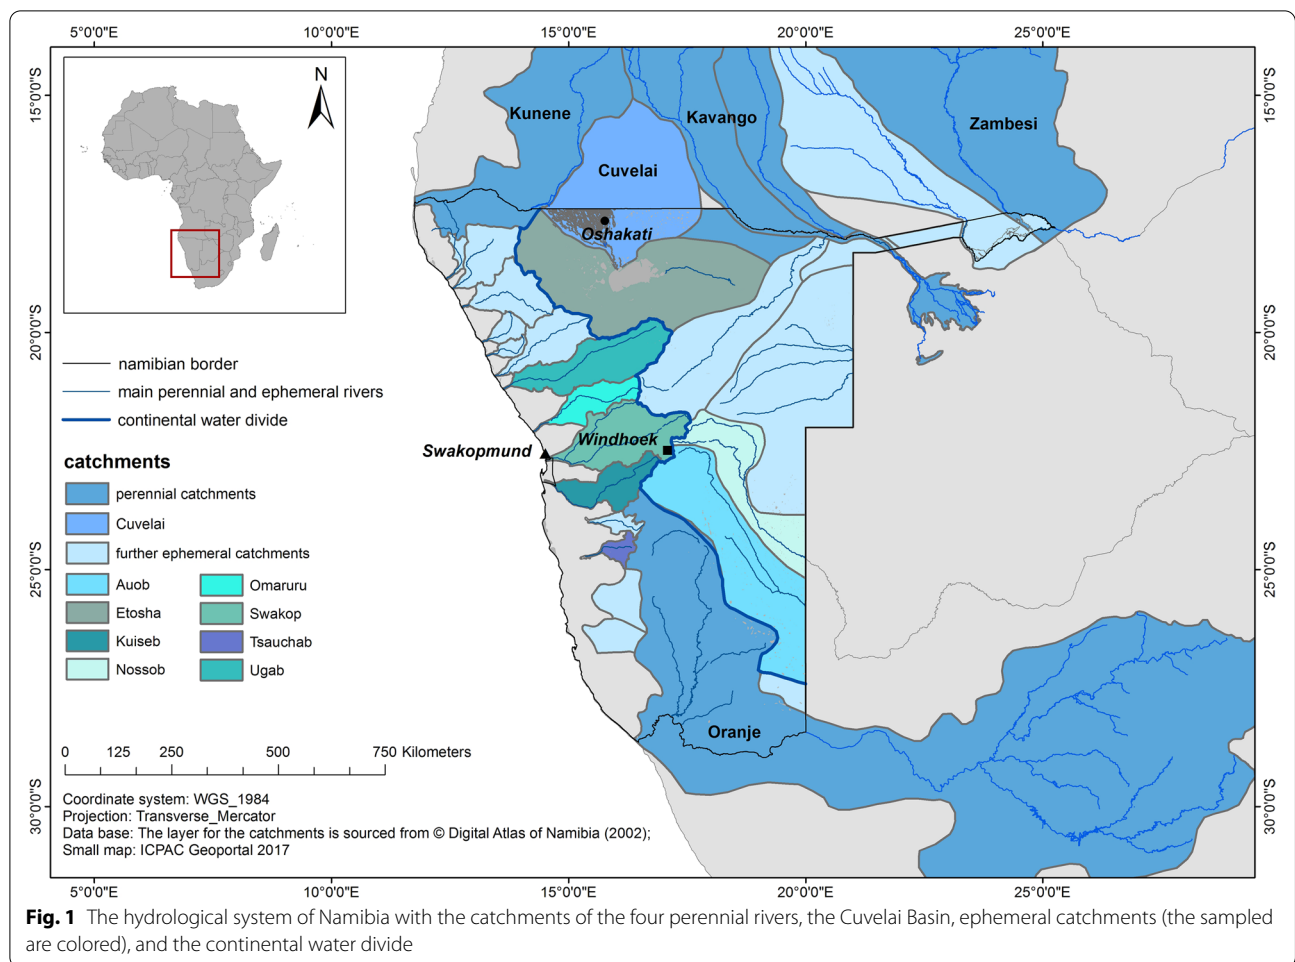 5°0'0"E 10°0'0"E 15°0'0"E 20°0'0"E 25°0'0"E
15°0'0"S
15°0'0"S
N
Kunene
Kavango
Zambesi
Cuvelai
Oshakati
20°0'0"S
20°0'0"S
namibian border
main perennial and ephemeral rivers
continental water divide
Swakopmund
Windhoek
catchments
perennial catchments
Cuvelai
further ephemeral catchments
Auob Omaruru
Etosha Swakop
Kuiseb Tsauchab
Nossob Ugab
25°0'0"S
25°0'0"S
Oranje
0 125 250 500 750 Kilometers
30°0'0"S
30°0'0"S
Coordinate system: WGS_1984
Projection: Transverse_Mercator
Data base: The layer for the catchments is sourced from © Digital Atlas of Namibia (2002);
Small map: ICPAC Geoportal 2017
5°0'0"E 10°0'0"E 15°0'0"E 20°0'0"E 25°0'0"E
Fig. 1 The hydrological system of Namibia with the catchments of the four perennial rivers, the Cuvelai Basin, ephemeral catchments (the sampled
are colored), and the continental water divide